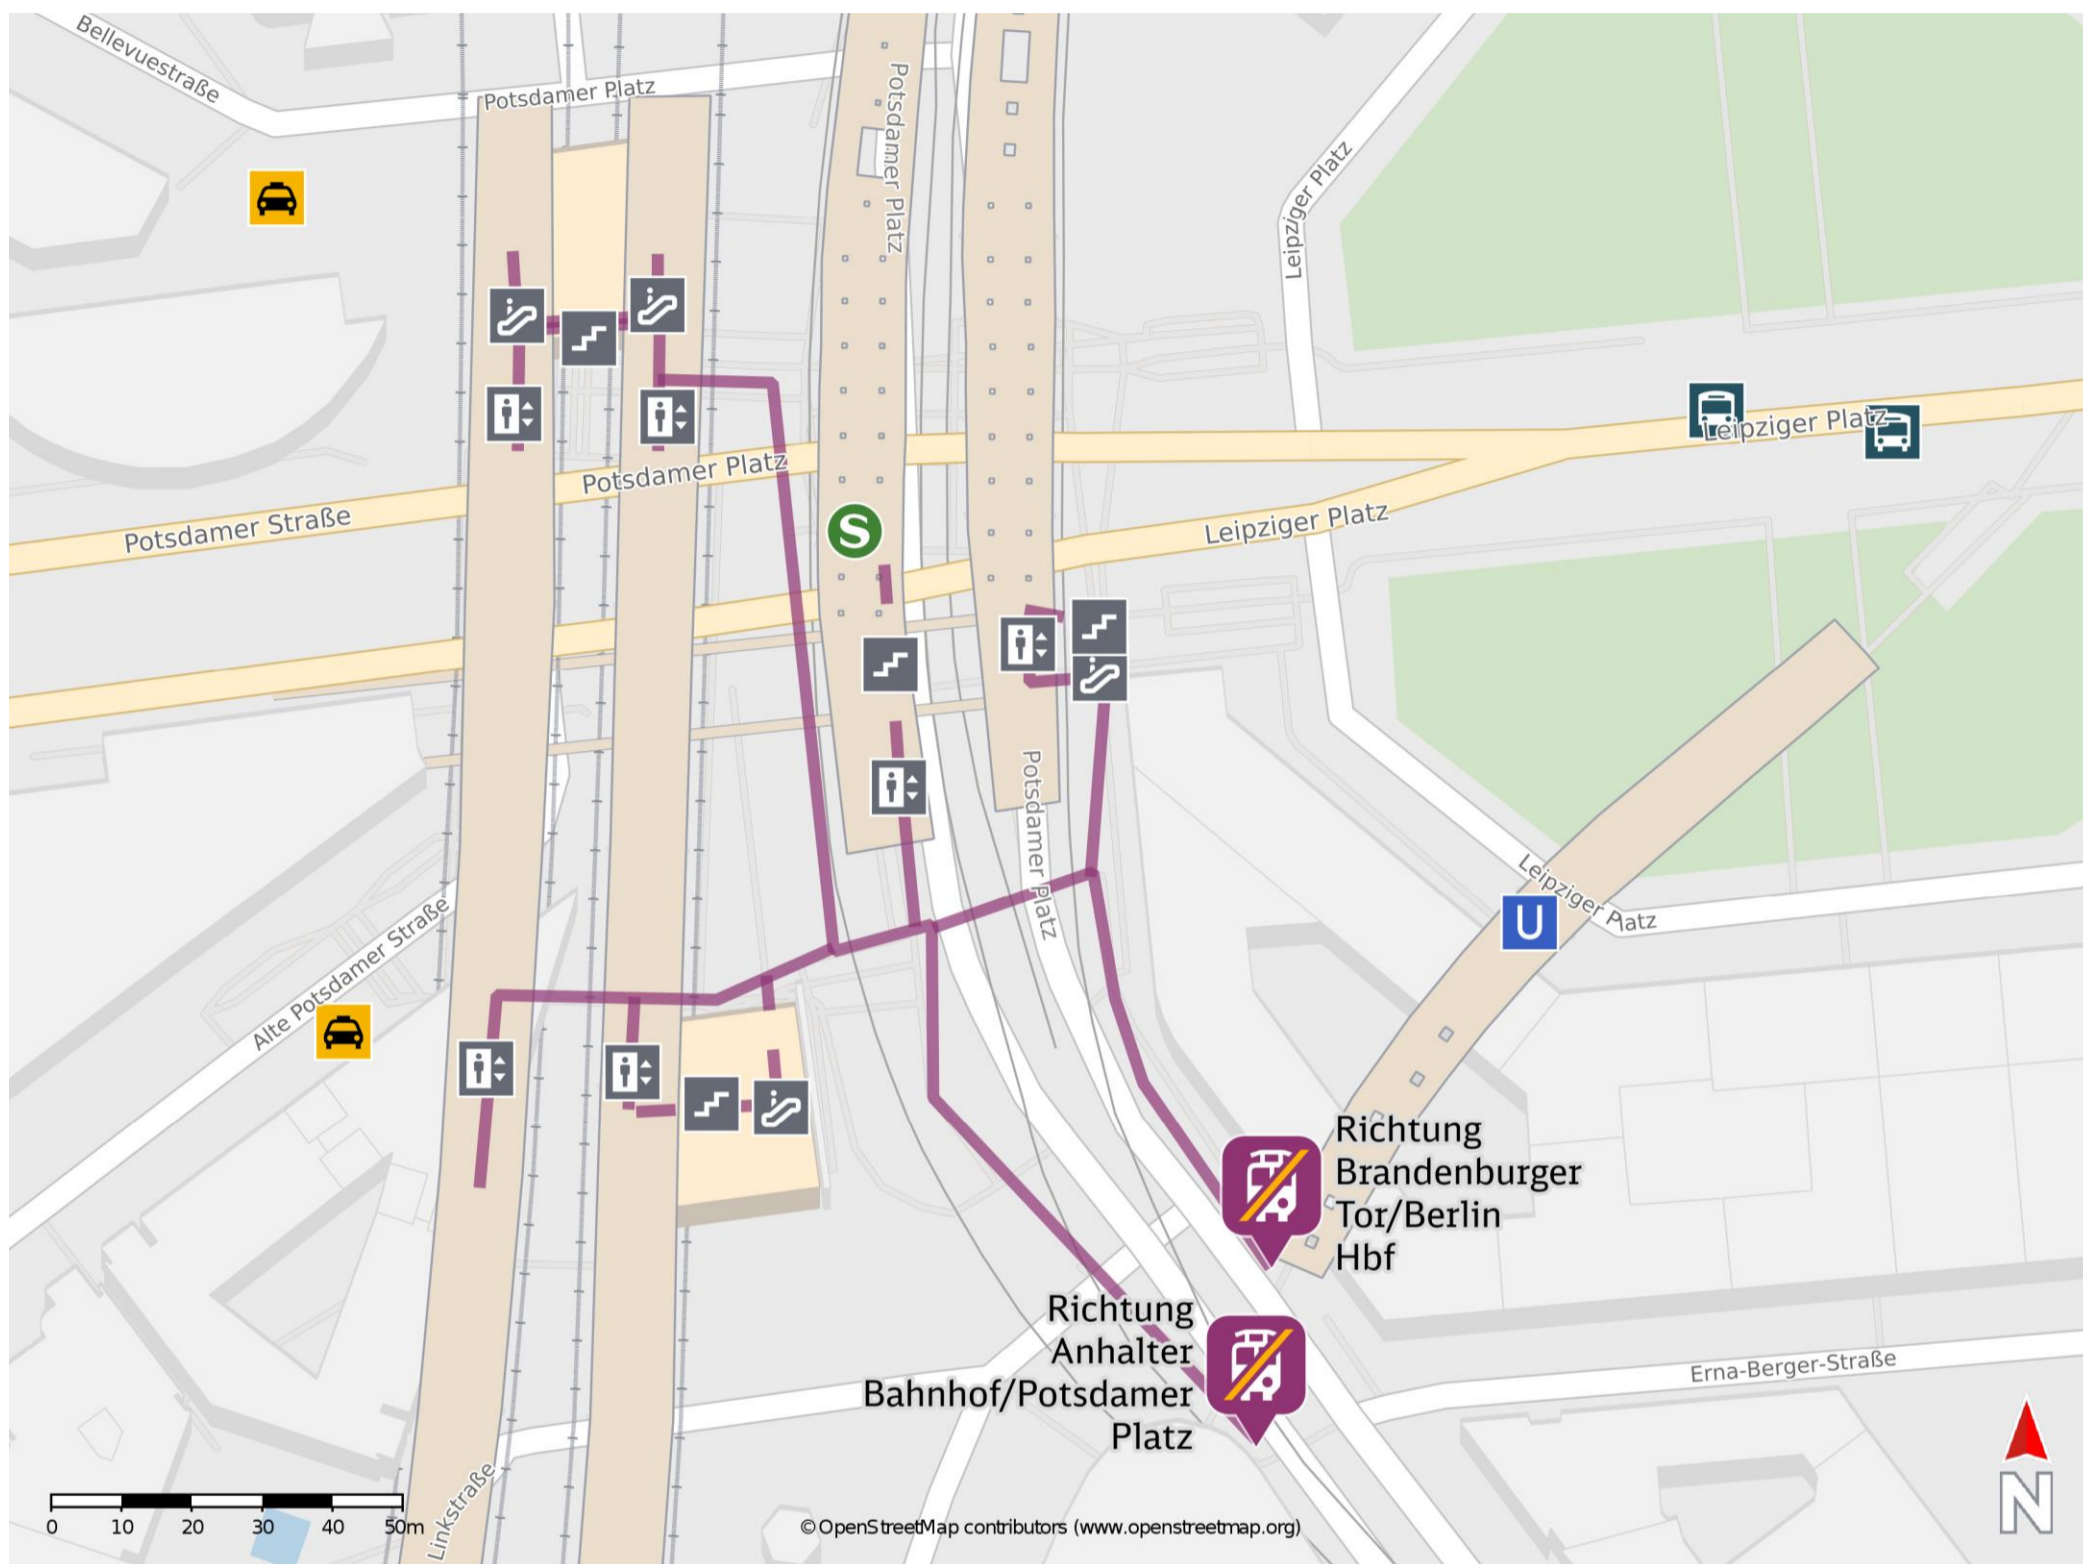 Bellevuestraße
Potsdamer Platz
Potsdamer Platz
Leipziger Platz
Leipziger Platz
Leipziger Platz
Potsdamer Platz
Potsdamer Straße
S
Leipziger Platz
Potsdamer Platz
Leipziger Platz
U
Alte Potsdamer Straße
Richtung
Brandenburger
Tor/Berlin
Hbf
Richtung
Anhalter
Bahnhof/Potsdamer
Platz
Erna-Berger-Straße
Linkstraße
0 10 20 30 40 50m
© OpenStreetMap contributors (www.openstreetmap.org)
N